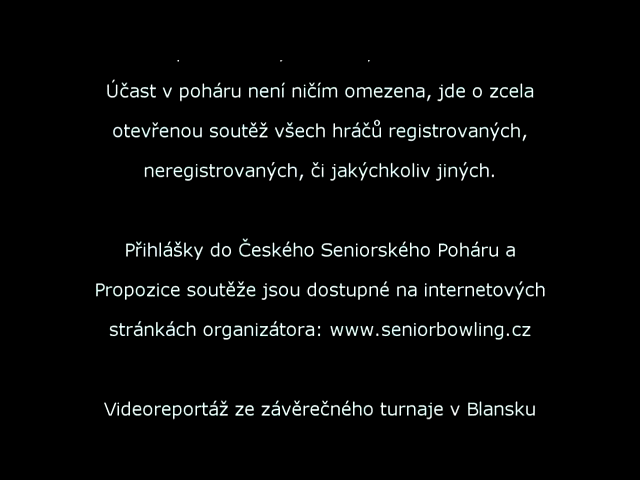 Účast v poháru není ničím omezena, jde o zcela
otevřenou soutěž všech hráčů registrovaných,
neregistrovaných, či jakýchkoliv jiných.
Přihlášky do Českého Seniorského Poháru a
Propozice soutěže jsou dostupné na internetových
stránkách organizátora: www.seniorbowling.cz
Videoreportáž ze závěrečného turnaje v Blansku